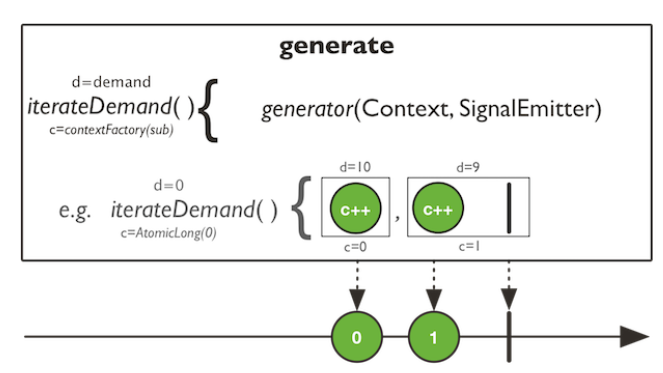 generate
d=demand
iterateDemand( ) {
c=contextFactory(sub)
generator(Context, SignalEmitter)
d=10
d=9
d=0
e.g. iterateDemand( ) { c++ , c++
c=AtomicLong(0)
c=0
c=1
0
1